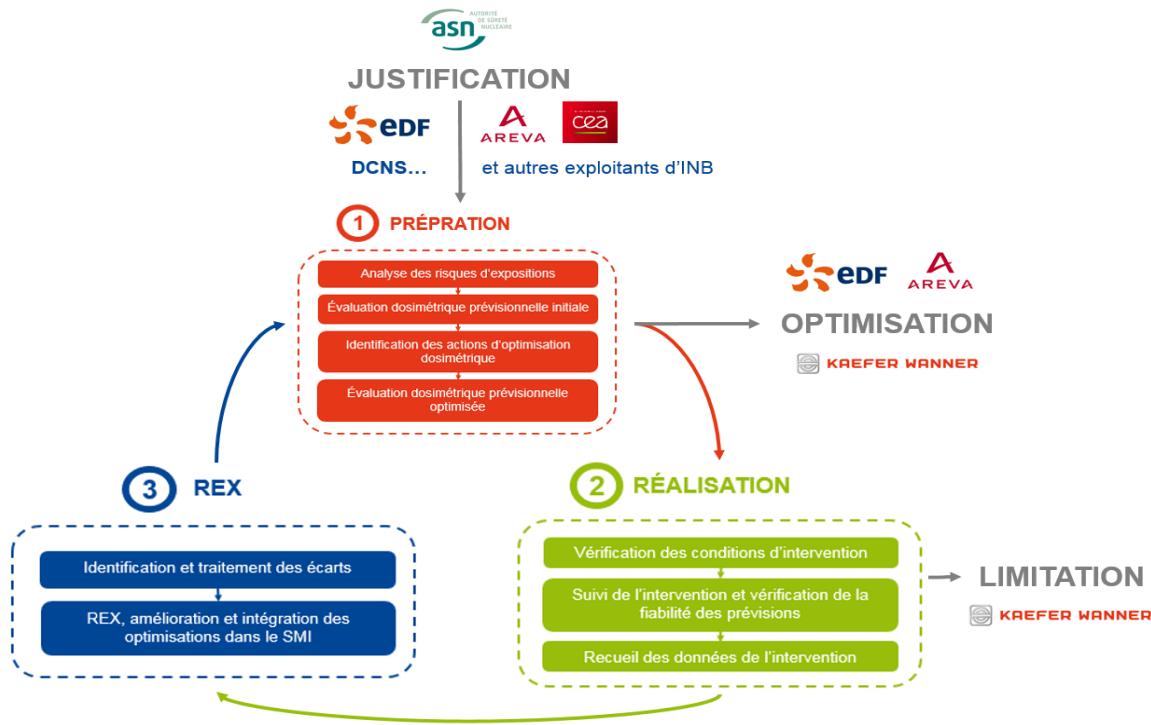 asn AUTORITÉ
DE SÛRETÉ
NUCLÉAIRE
JUSTIFICATION
eDF
AREVA
cea
DCNS...
et autres exploitants d'INB
1 PRÉPRATION
Analyse des risques d'expositions
Évaluation dosimétrique prévisionnelle initiale
Identification des actions d'optimisation
dosimétrique
Évaluation dosimétrique prévisionnelle
optimisée
eDF
AREVA
OPTIMISATION
KAEFER WANNER
3 REX
Identification et traitement des écarts
REX, amélioration et intégration des
optimisations dans le SMI
2 RÉALISATION
Vérification des conditions d'intervention
Suivi de l'intervention et vérification de la
fiabilité des prévisions
Recueil des données de l'intervention
LIMITATION
KAEFER WANNER